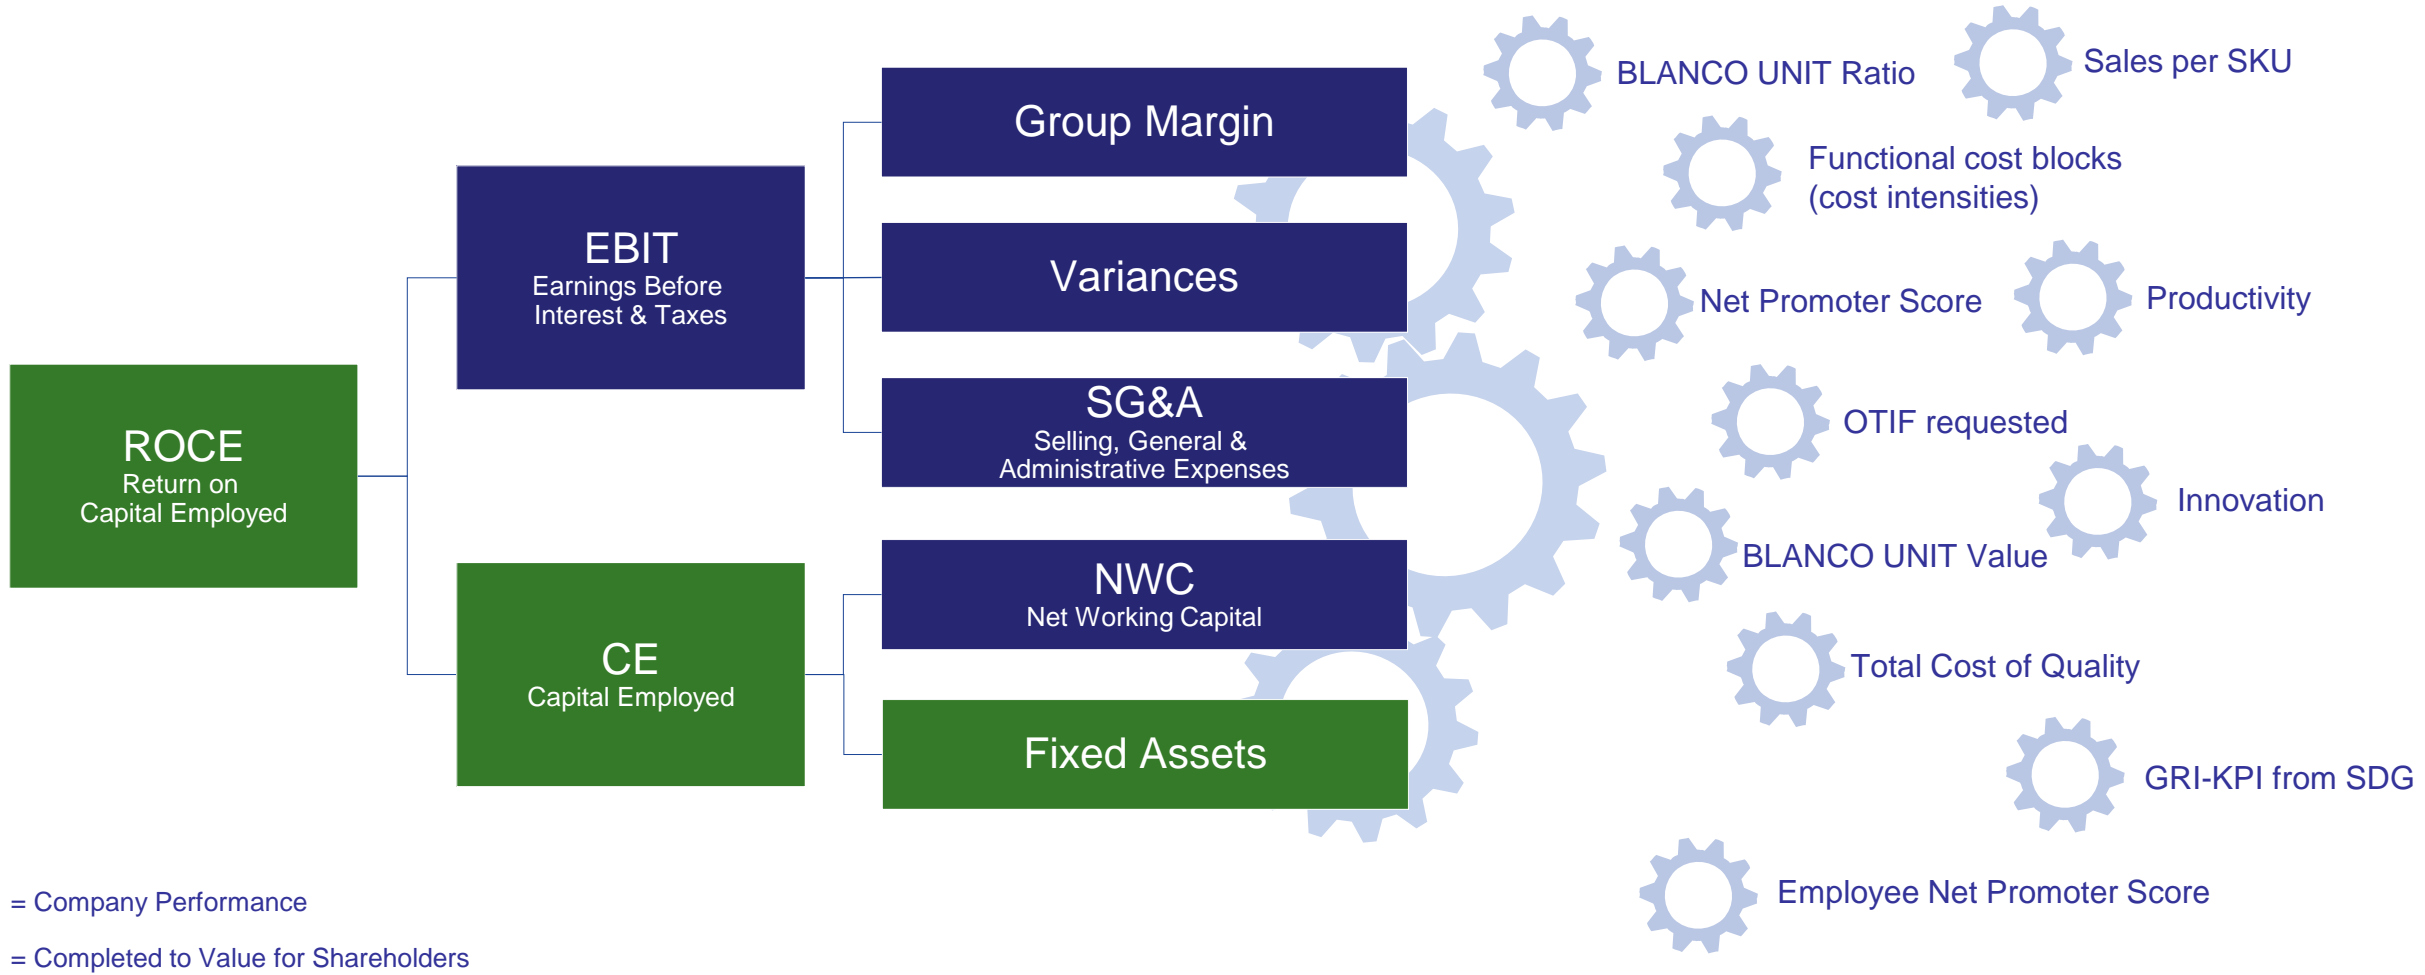 ROCE
Return on
Capital Employed
EBIT
Earnings Before
Interest & Taxes
CE
Capital Employed
Group Margin
Variances
SG&A
Selling, General &
Administrative Expenses
NWC
Net Working Capital
Fixed Assets
BLANCO UNIT Ratio
Sales per SKU
Functional cost blocks
(cost intensities)
Net Promoter Score
Productivity
OTIF requested
Innovation
BLANCO UNIT Value
Total Cost of Quality
GRI-KPI from SDG
Employee Net Promoter Score
= Company Performance
= Completed to Value for Shareholders